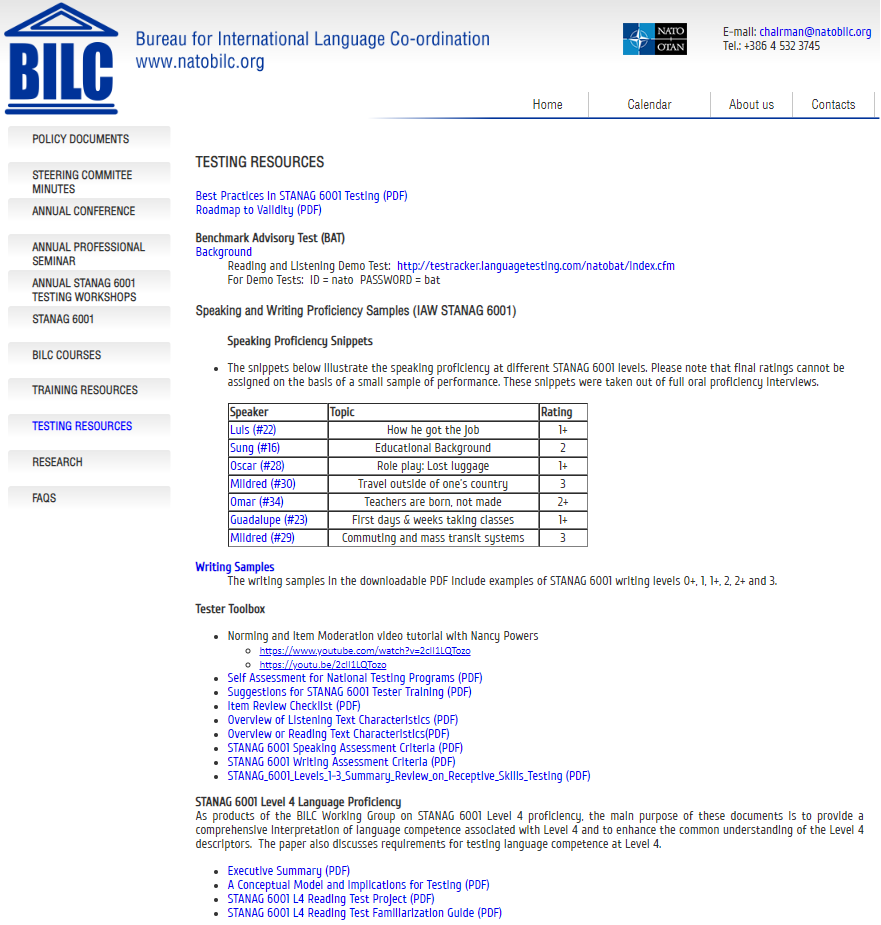 BILC
Bureau for International Language Co-ordination
www.natobilc.org
NATO
OTAN
E-mail: chairman@natobilc.org
Tel.: +386 4 532 3745
Home
Calendar
About us
Contacts
POLICY DOCUMENTS
STEERING COMMITEE
MINUTES
ANNUAL CONFERENCE
ANNUAL PROFESSIONAL
SEMINAR
ANNUAL STANAG 6001
TESTING WORKSHOPS
STANAG 6001
BILC COURSES
TRAINING RESOURCES
TESTING RESOURCES
RESEARCH
FAQS
TESTING RESOURCES
Best Practices in STANAG 6001 Testing (PDF)
Roadmap to Validity (PDF)
Benchmark Advisory Test (BAT)
Background
Reading and Listening Demo Test: http://testracker.languagetesting.com/natobat/index.cfm
For Demo Tests: ID = nato PASSWORD = bat
Speaking and Writing Proficiency Samples (IAW STANAG 6001)
Speaking Proficiency Snippets
• The snippets below illustrate the speaking proficiency at different STANAG 6001 levels. Please note that final ratings cannot be
assigned on the basis of a small sample of performance. These snippets were taken out of full oral proficiency interviews.
Speaker Topic Rating
Luis (#22) How he got the job 1+
Sung (#16) Educational Background 2
Oscar (#28) Role play: Lost luggage 1+
Mildred (#30) Travel outside of one's country 3
Omar (#34) Teachers are born, not made 2+
Guadalupe (#23) First days & weeks taking classes 1+
Mildred (#29) Commuting and mass transit systems 3
Writing Samples
The writing samples in the downloadable PDF include examples of STANAG 6001 writing levels 0+, 1, 1+, 2, 2+ and 3.
Tester Toolbox
• Norming and Item Moderation video tutorial with Nancy Powers
○ https://www.youtube.com/watch?v=2cIl1LQTozo
○ https://youtu.be/2cIl1LQTozo
• Self Assessment for National Testing Programs (PDF)
• Suggestions for STANAG 6001 Tester Training (PDF)
• Item Review Checklist (PDF)
• Overview of Listening Text Characteristics (PDF)
• Overview or Reading Text Characteristics(PDF)
• STANAG 6001 Speaking Assessment Criteria (PDF)
• STANAG 6001 Writing Assessment Criteria (PDF)
• STANAG_6001_Levels_1-3_Summary_Review_on_Receptive_Skills_Testing (PDF)
STANAG 6001 Level 4 Language Proficiency
As products of the BILC Working Group on STANAG 6001 Level 4 proficiency, the main purpose of these documents is to provide a
comprehensive interpretation of language competence associated with Level 4 and to enhance the common understanding of the Level 4
descriptors. The paper also discusses requirements for testing language competence at Level 4.
• Executive Summary (PDF)
• A Conceptual Model and Implications for Testing (PDF)
• STANAG 6001 L4 Reading Test Project (PDF)
• STANAG 6001 L4 Reading Test Familiarization Guide (PDF)